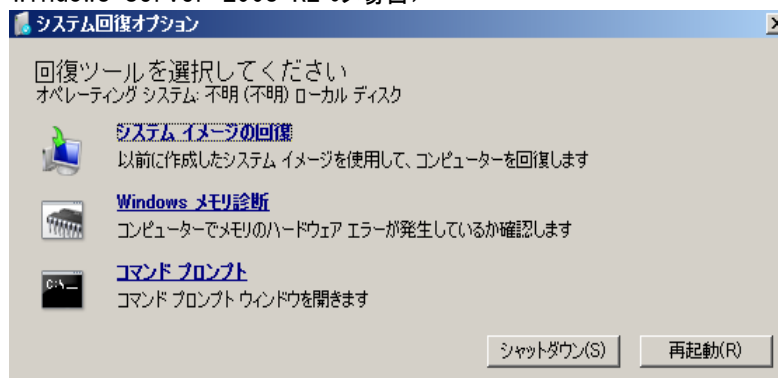 システム回復オプション
回復ツールを選択してください
オペレーティング システム: 不明 (不明) ローカル ディスク
システム イメージの回復
以前に作成したシステム イメージを使用して、コンピューターを回復します
Windows メモリ診断
コンピューターでメモリのハードウェア エラーが発生しているか確認します
コマンド プロンプト
コマンド プロンプト ウィンドウを開きます
シャットダウン(S)
再起動(R)